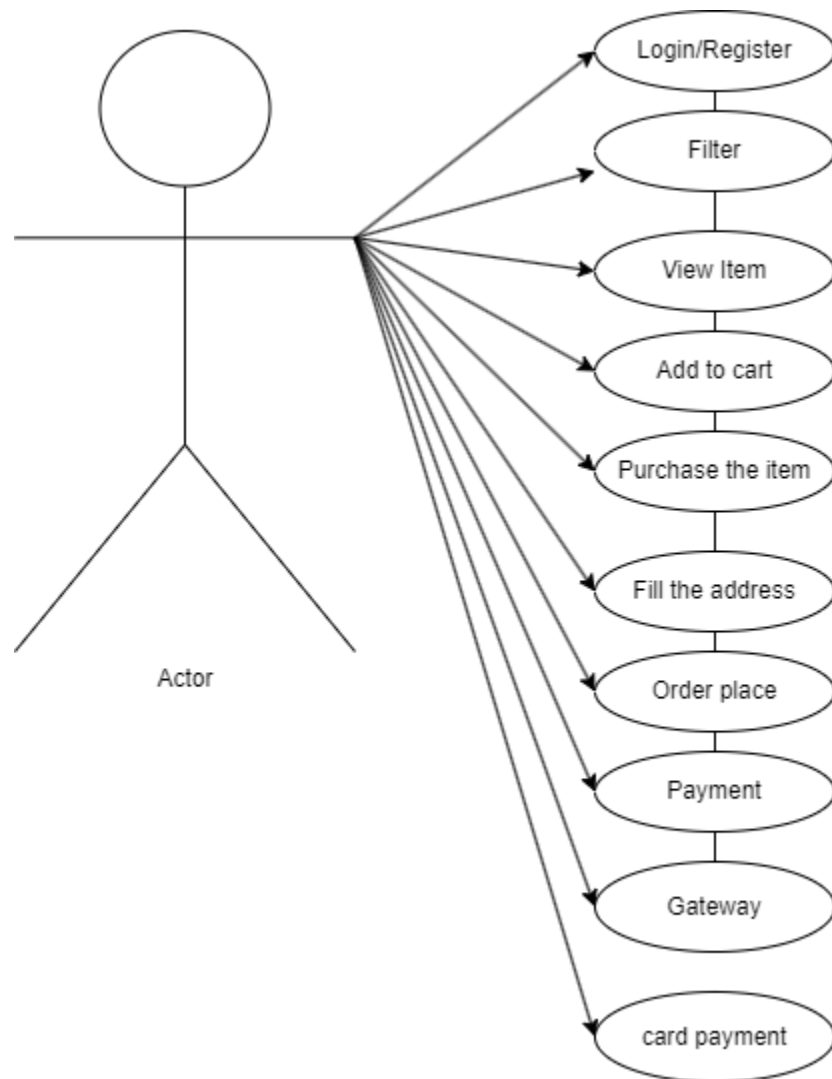 Login/Register
Filter
View Item
Add to cart
Purchase the item
Fill the address
Actor
Order place
Payment
Gateway
card payment